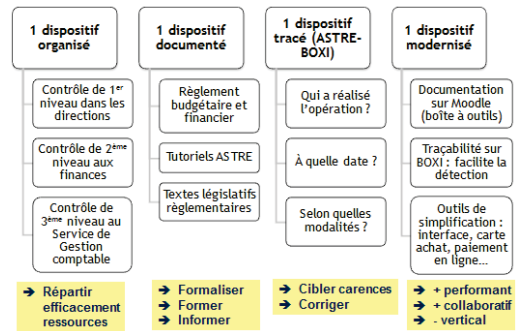 1 dispositif
organisé
Contrôle de 1er
niveau dans les
directions
Contrôle de 2ème
niveau aux
finances
Contrôle de
3ème niveau au
Service de
Gestion
comptable
➔ Répartir
efficacement
ressources
1 dispositif
documenté
Règlement
budgétaire et
financier
Tutoriels ASTRE
Textes législatifs
règlementaires
➔ Formaliser
➔ Former
➔ Informer
1 dispositif
tracé (ASTRE-
BOXI)
Qui a réalisé
l'opération ?
À quelle date ?
Selon quelles
modalités ?
➔ Cibler carences
➔ Corriger
1 dispositif
modernisé
Documentation
sur Moodle
(boîte à outils)
Traçabilité sur
BOXI : facilite la
détection
Outils de
simplification :
interface, carte
achat, paiement
en ligne…
➔ + performant
➔ + collaboratif
➔ - vertical